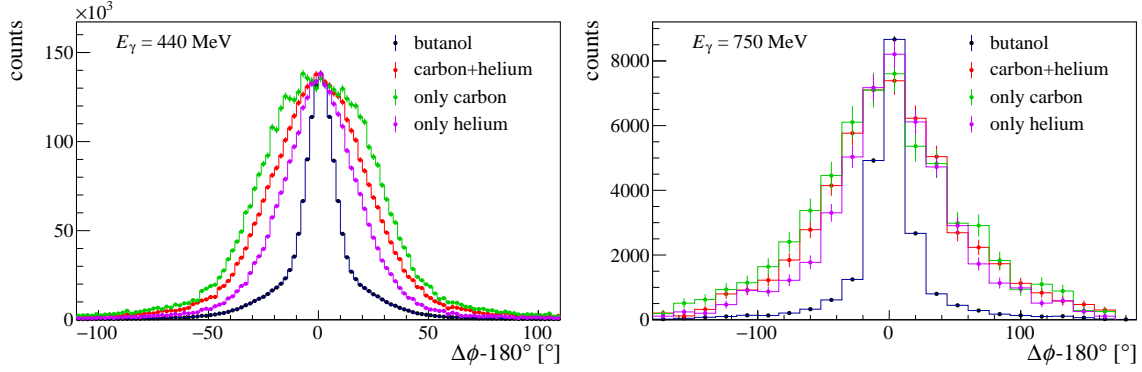 ×10³
counts
150
100
50
0
E_γ = 440 MeV
butanol
carbon+helium
only carbon
only helium
−100
−50
0
50
100
Δϕ-180° [°]
counts
8000
6000
4000
2000
0
E_γ = 750 MeV
butanol
carbon+helium
only carbon
only helium
−100
0
100
Δϕ-180° [°]